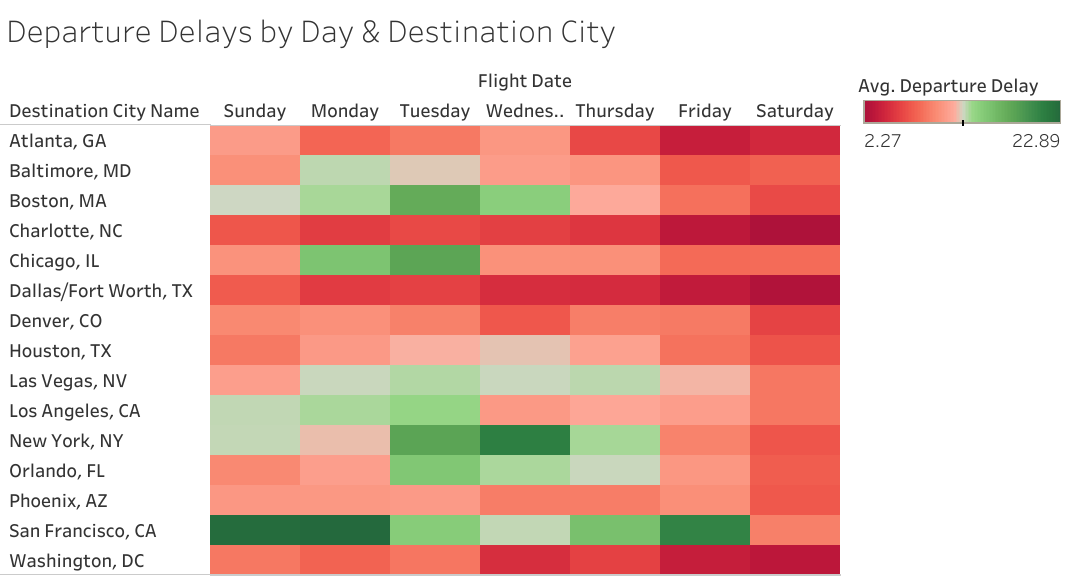 Departure Delays by Day & Destination City
Flight Date
Destination City Name Sunday Monday Tuesday Wednes.. Thursday Friday Saturday
Avg. Departure Delay
2.27 22.89
Atlanta, GA
Baltimore, MD
Boston, MA
Charlotte, NC
Chicago, IL
Dallas/Fort Worth, TX
Denver, CO
Houston, TX
Las Vegas, NV
Los Angeles, CA
New York, NY
Orlando, FL
Phoenix, AZ
San Francisco, CA
Washington, DC